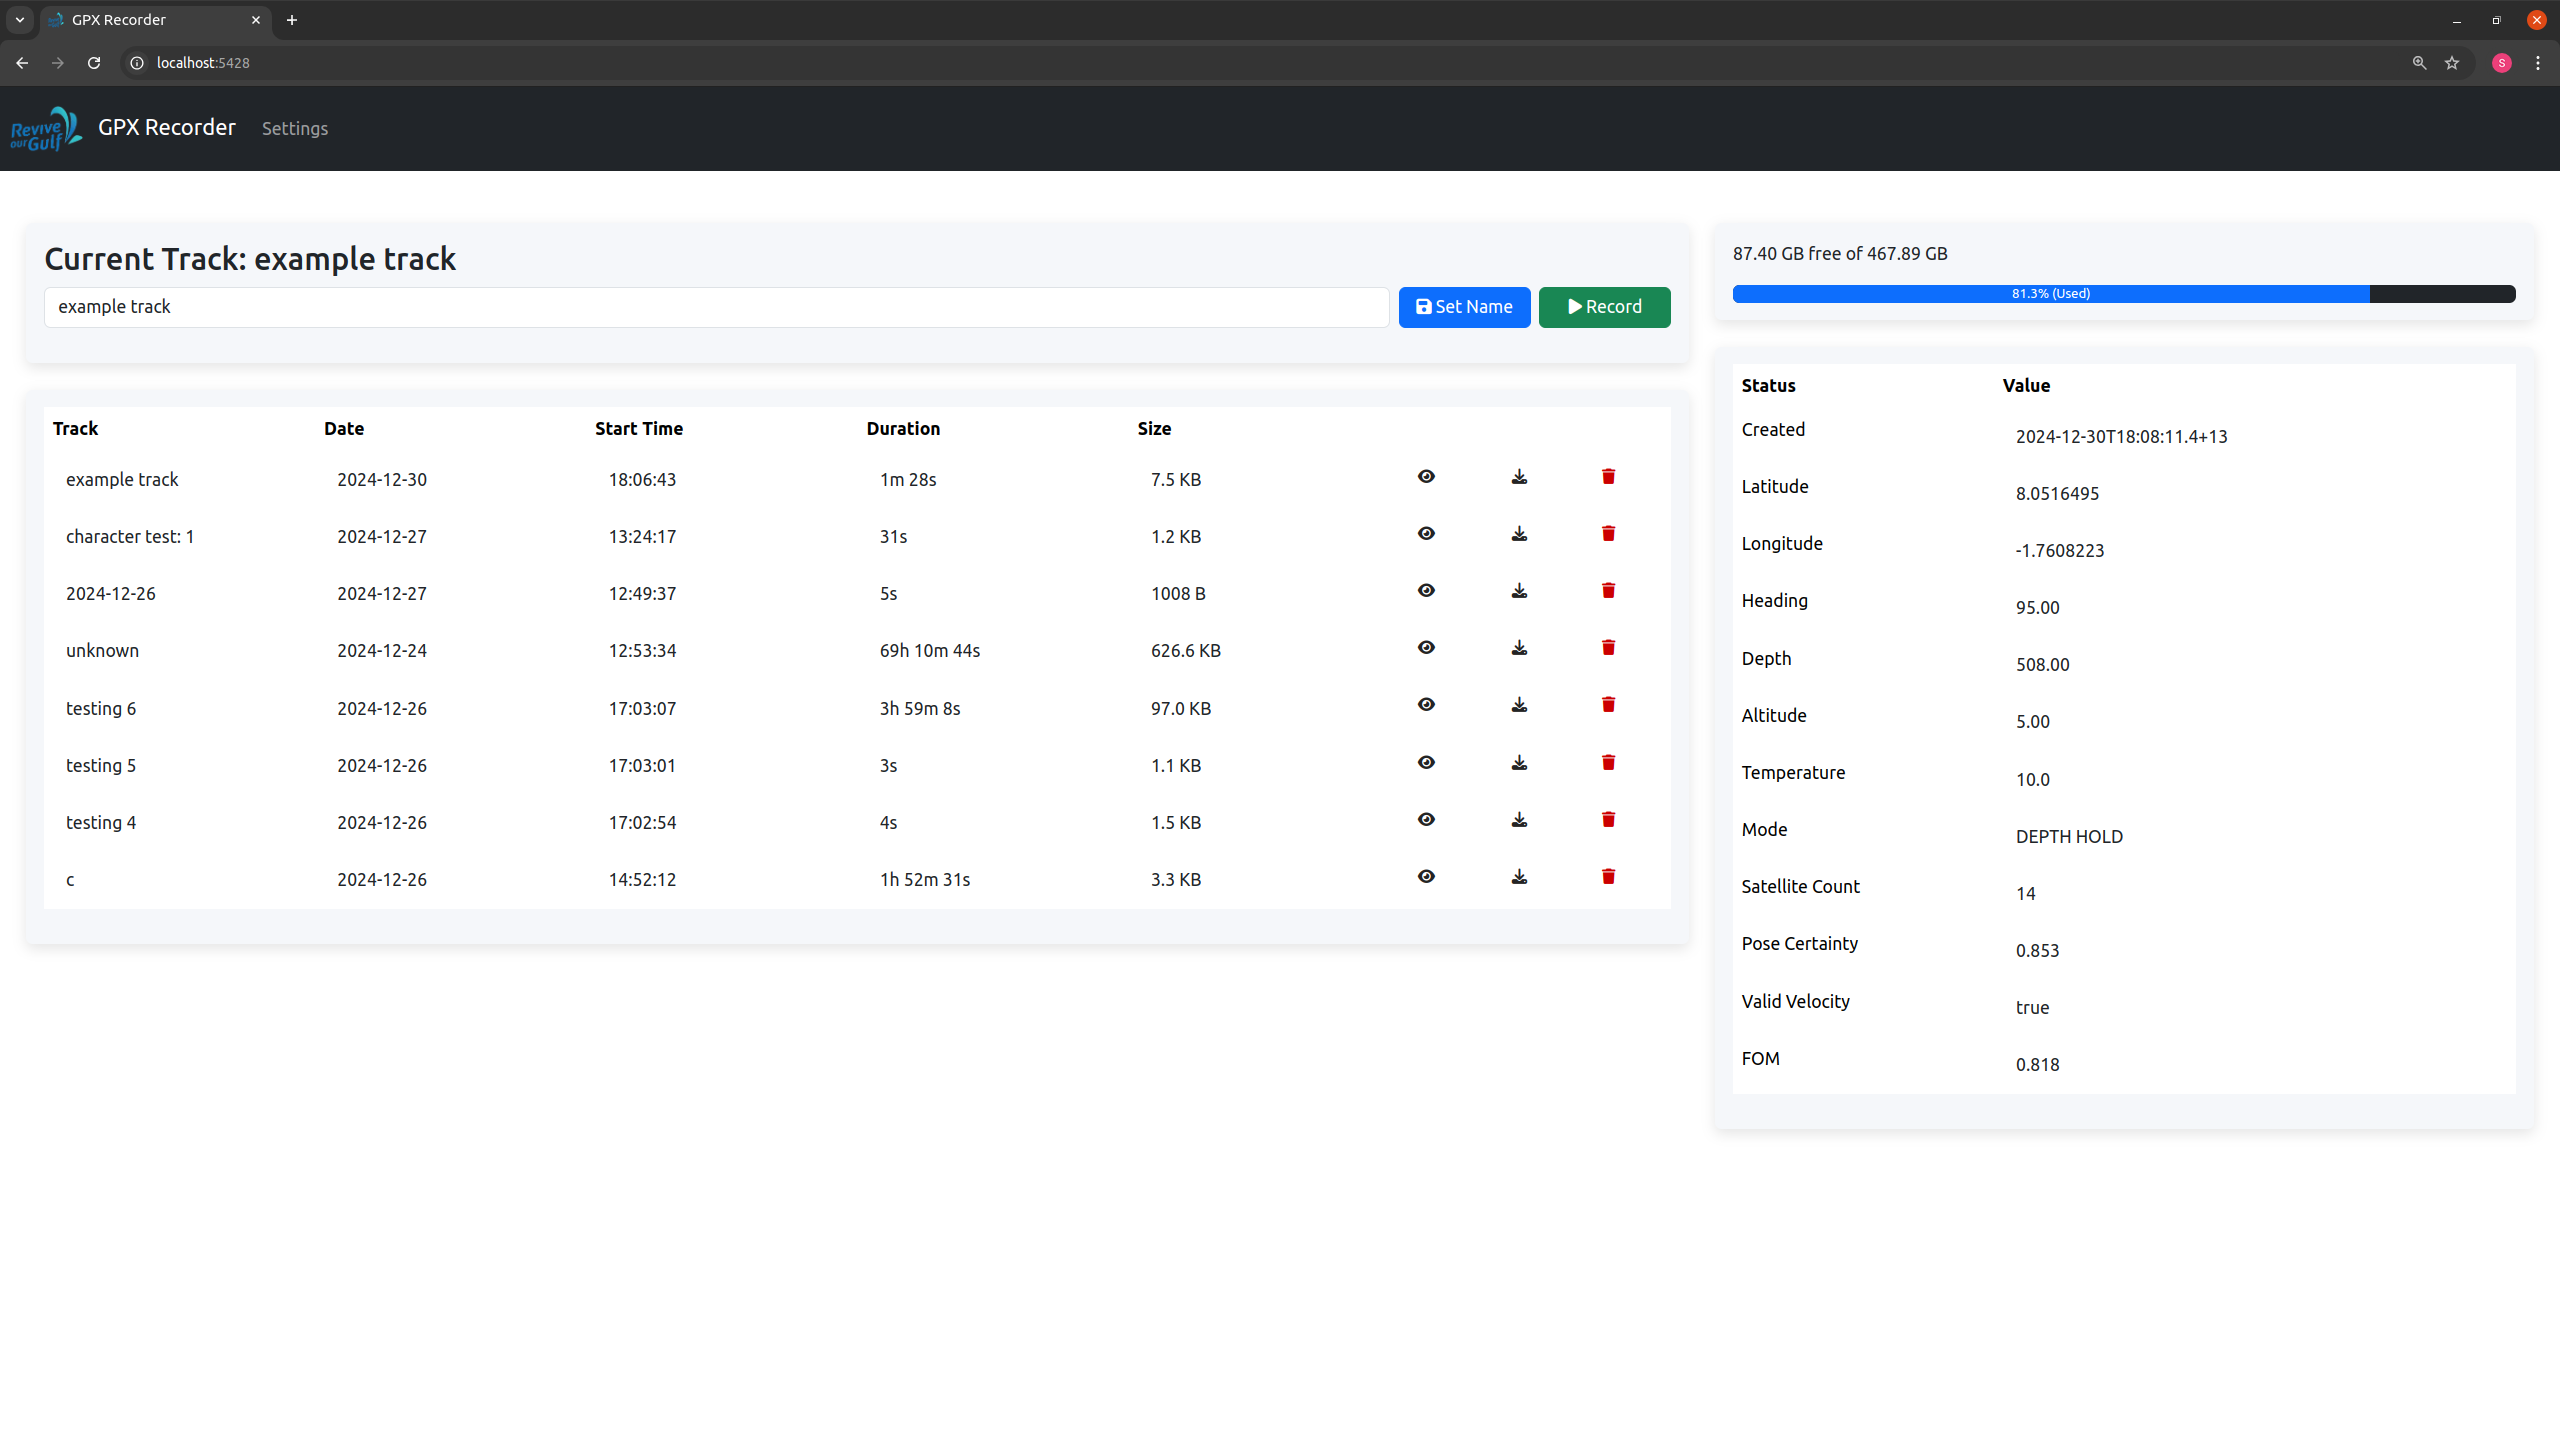 GPX Recorder
localhost:5428
S
Revive our Gulf
GPX Recorder
Settings
Current Track: example track
example track
Set Name
Record
Track Date Start Time Duration Size
example track 2024-12-30 18:06:43 1m 28s 7.5 KB
character test: 1 2024-12-27 13:24:17 31s 1.2 KB
2024-12-26 2024-12-27 12:49:37 5s 1008 B
unknown 2024-12-24 12:53:34 69h 10m 44s 626.6 KB
testing 6 2024-12-26 17:03:07 3h 59m 8s 97.0 KB
testing 5 2024-12-26 17:03:01 3s 1.1 KB
testing 4 2024-12-26 17:02:54 4s 1.5 KB
c 2024-12-26 14:52:12 1h 52m 31s 3.3 KB
87.40 GB free of 467.89 GB
81.3% (Used)
Status Value
Created 2024-12-30T18:08:11.4+13
Latitude 8.0516495
Longitude -1.7608223
Heading 95.00
Depth 508.00
Altitude 5.00
Temperature 10.0
Mode DEPTH HOLD
Satellite Count 14
Pose Certainty 0.853
Valid Velocity true
FOM 0.818